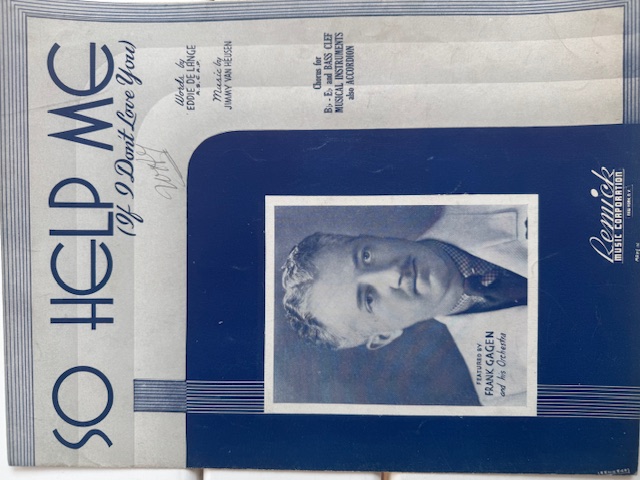 SO HELP ME
(If I Don't Love You)
Words by
EDDIE DE LANGE
A.S.C.A.P.
Music by
JIMMY VAN HEUSEN
Chorus for
B♭ - E♭ and BASS CLEF
MUSICAL INSTRUMENTS
also ACCORDION
FEATURED BY
FRANK GAGEN
and his Orchestra
Remick
MUSIC CORPORATION